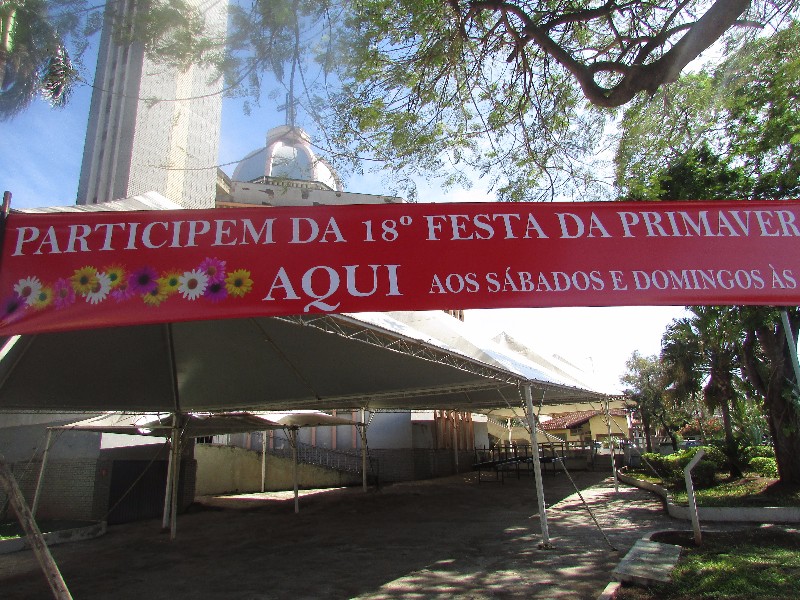 PARTICIPEM DA 18º FESTA DA PRIMAVER
AQUI AOS SÁBADOS E DOMINGOS ÀS